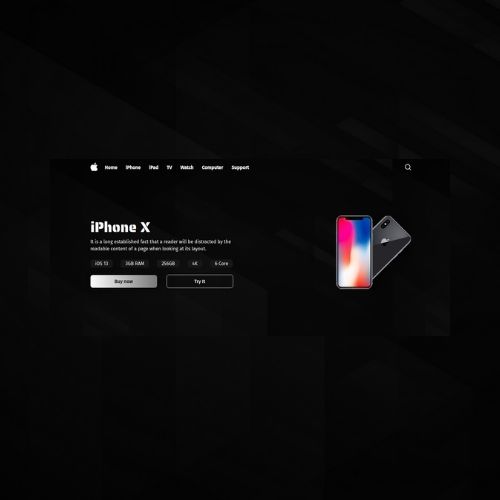 Home iPhone iPad TV Watch Computer Support
iPhone X
It is a long established fact that a reader will be distracted by the
readable content of a page when looking at its layout.
iOS 13 3GB RAM 256GB 4K 6 Core
Buy now Try it